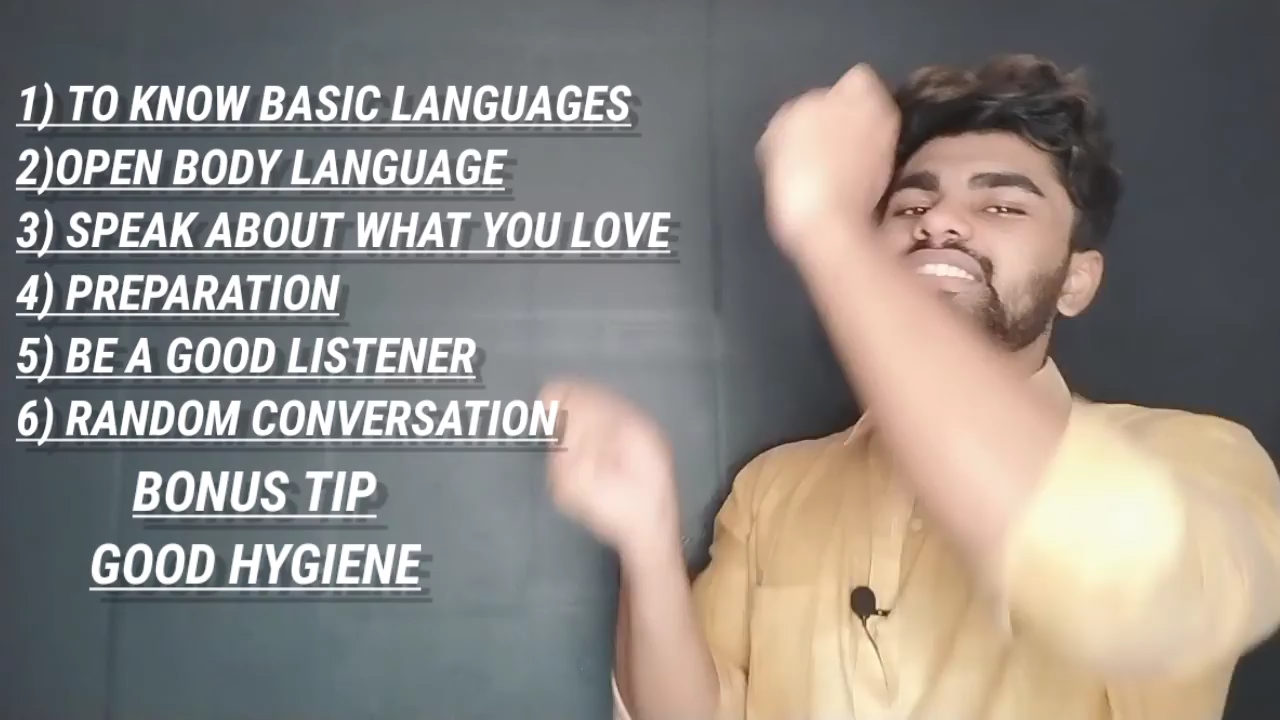 1) TO KNOW BASIC LANGUAGES
2)OPEN BODY LANGUAGE
3) SPEAK ABOUT WHAT YOU LOVE
4) PREPARATION
5) BE A GOOD LISTENER
6) RANDOM CONVERSATION
BONUS TIP
GOOD HYGIENE